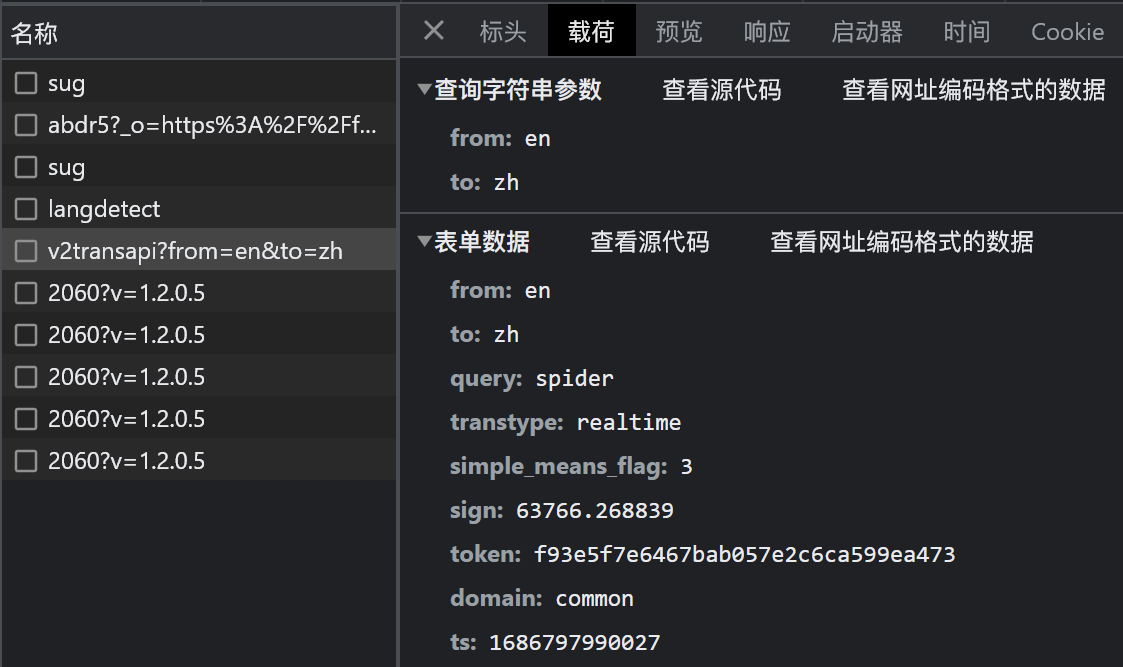 名称
sug
abdr5?_o=https%3A%2F%2Ff...
sug
langdetect
v2transapi?from=en&to=zh
2060?v=1.2.0.5
2060?v=1.2.0.5
2060?v=1.2.0.5
2060?v=1.2.0.5
2060?v=1.2.0.5
标头 载荷 预览 响应 启动器 时间 Cookie
查询字符串参数 查看源代码 查看网址编码格式的数据
from: en
to: zh
表单数据 查看源代码 查看网址编码格式的数据
from: en
to: zh
query: spider
transtype: realtime
simple_means_flag: 3
sign: 63766.268839
token: f93e5f7e6467bab057e2c6ca599ea473
domain: common
ts: 1686797990027